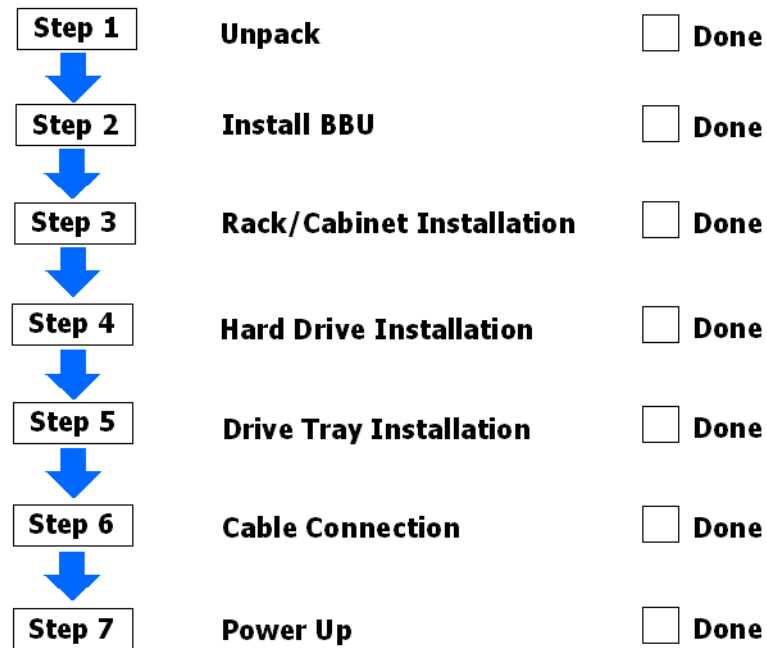 Step 1 Unpack Done
Step 2 Install BBU Done
Step 3 Rack/Cabinet Installation Done
Step 4 Hard Drive Installation Done
Step 5 Drive Tray Installation Done
Step 6 Cable Connection Done
Step 7 Power Up Done